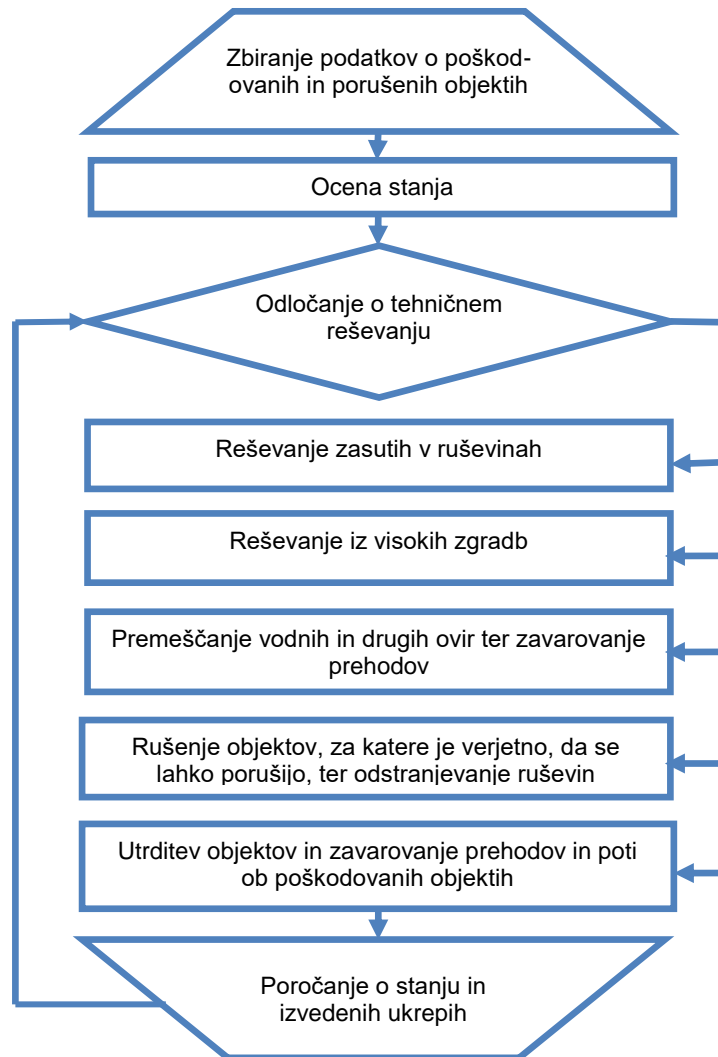 Zbiranje podatkov o poškod-
ovanih in porušenih objektih
Ocena stanja
Odločanje o tehničnem
reševanju
Reševanje zasutih v ruševinah
Reševanje iz visokih zgradb
Premeščanje vodnih in drugih ovir ter zavarovanje
prehodov
Rušenje objektov, za katere je verjetno, da se
lahko porušijo, ter odstranjevanje ruševin
Utrditev objektov in zavarovanje prehodov in poti
ob poškodovanih objektih
Poročanje o stanju in
izvedenih ukrepih